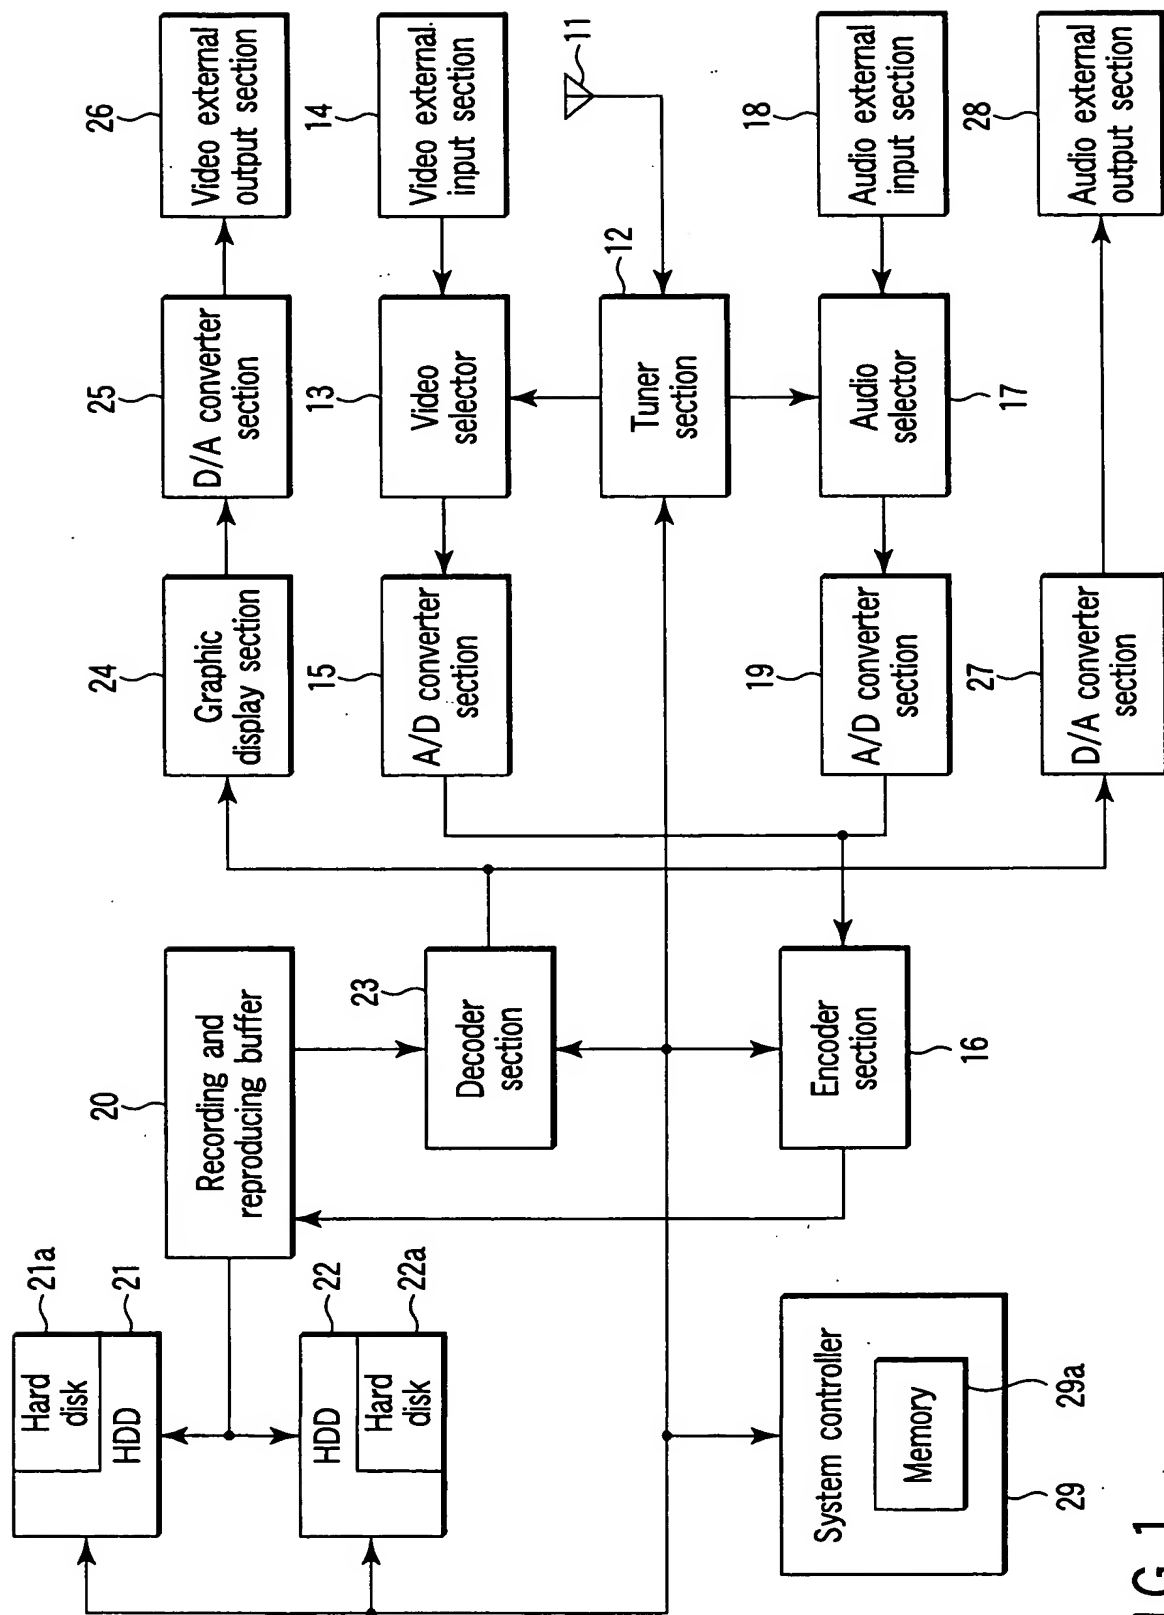 21a
Hard
disk
21
HDD
22
HDD
22a
Hard
disk
20
Recording and
reproducing buffer
24
Graphic
display section
25
D/A converter
section
26
Video external
output section
15
A/D converter
section
13
Video
selector
14
Video external
input section
23
Decoder
section
12
Tuner
section
11
System controller
Memory
29a
29
Encoder
section
16
19
A/D converter
section
Audio
selector
17
18
Audio external
input section
27
D/A converter
section
28
Audio external
output section
IG. 1